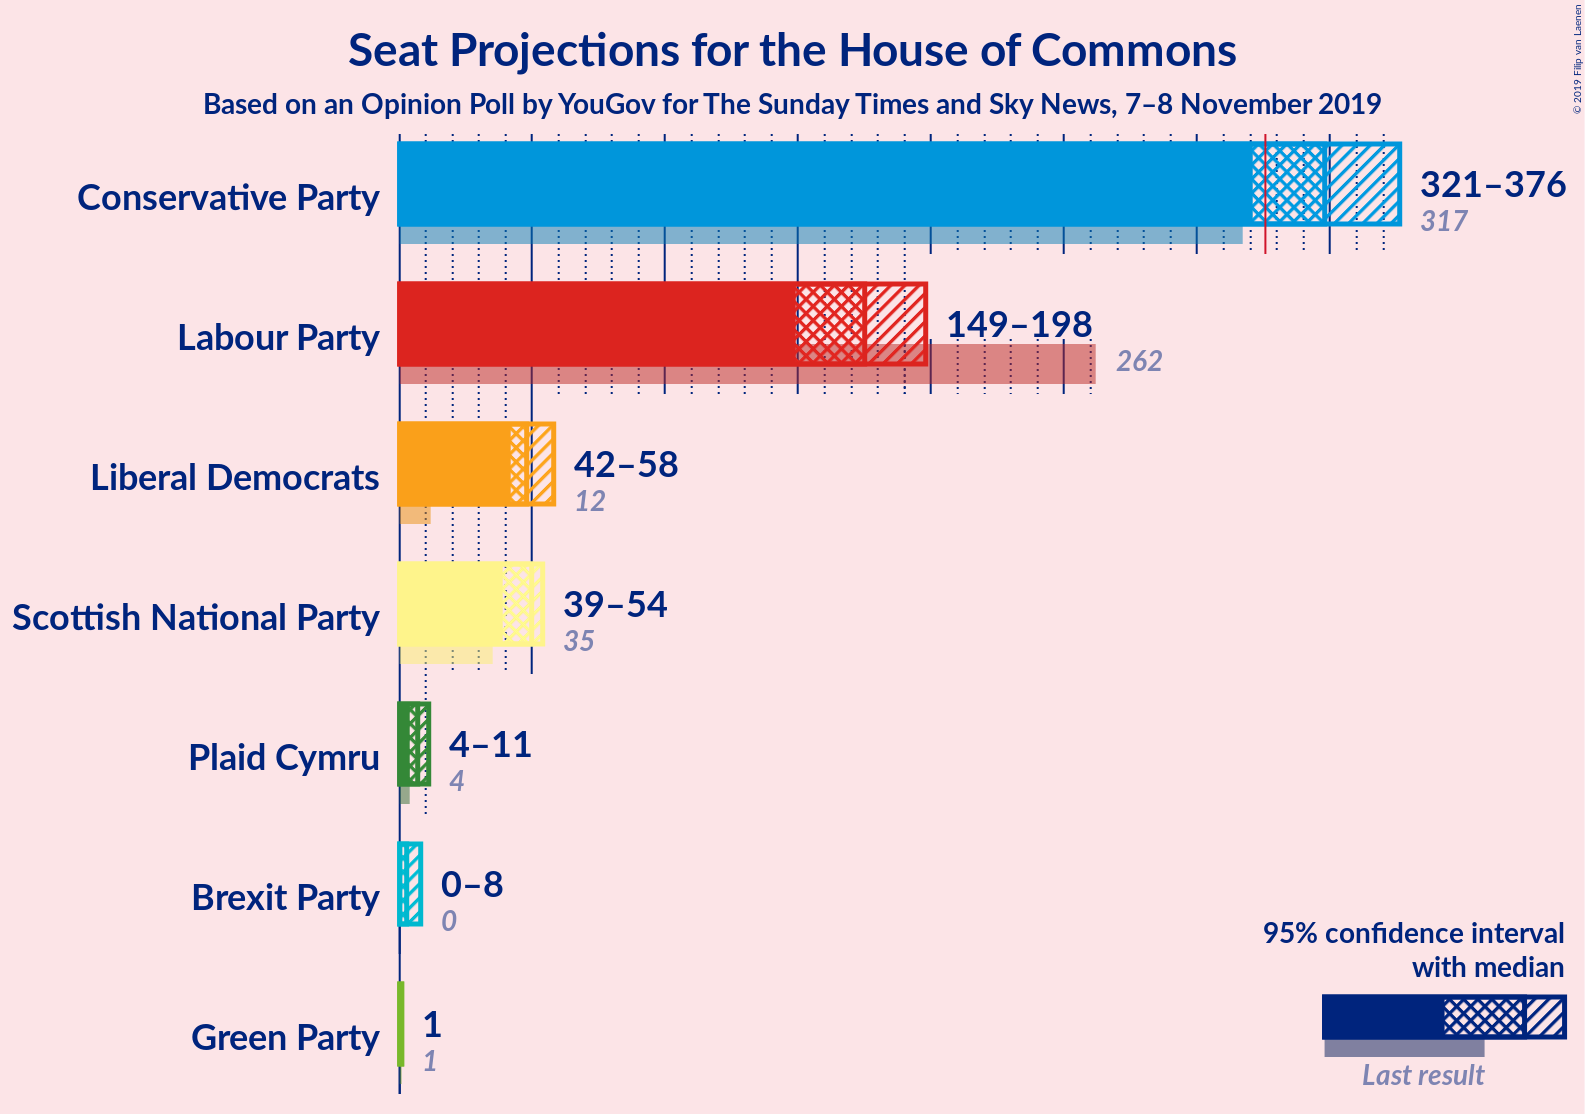 Seat Projections for the House of Commons
Based on an Opinion Poll by YouGov for The Sunday Times and Sky News, 7–8 November 2019
© 2019 Filip van Laenen
Conservative Party
321–376
317
Labour Party
149–198
262
Liberal Democrats
42–58
12
Scottish National Party
39–54
35
Plaid Cymru
4–11
4
Brexit Party
0–8
0
Green Party
1
1
95% confidence interval
with median
Last result